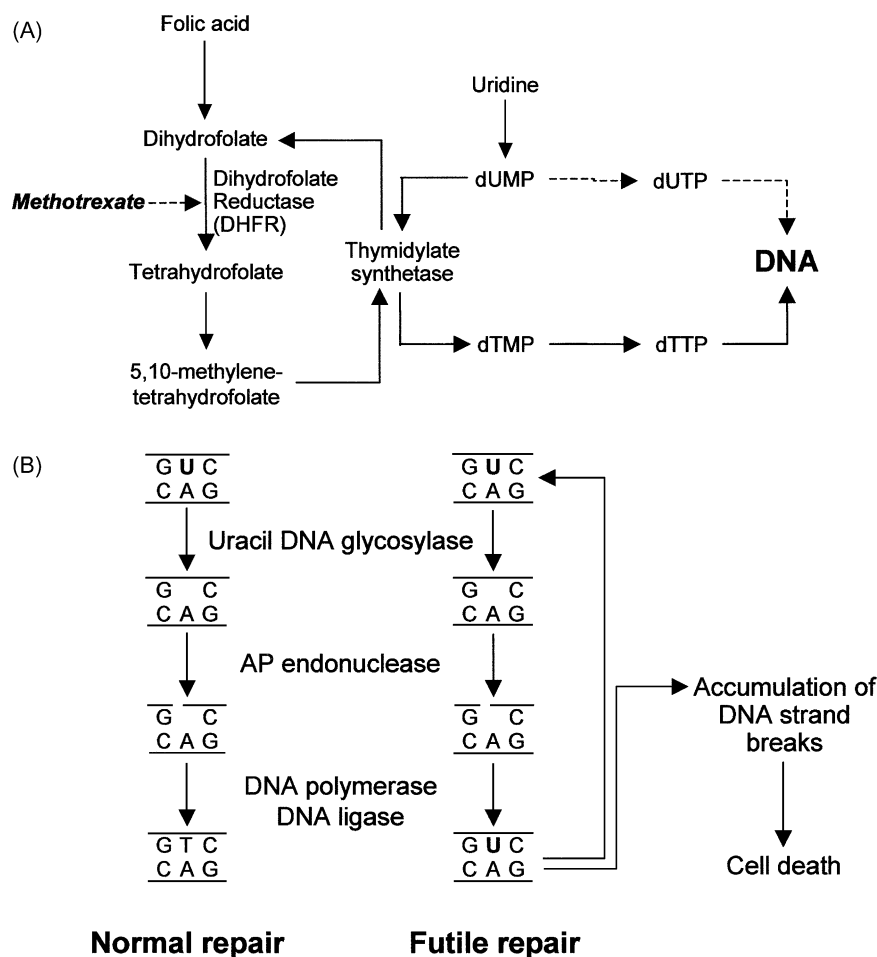 (A)
Folic acid
Uridine
Dihydrofolate
Dihydrofolate
Reductase
(DHFR)
Methotrexate
dUMP
dUTP
Thymidylate
synthetase
DNA
Tetrahydrofolate
dTMP
dTTP
5,10-methylene-
tetrahydrofolate
(B)
G U C
C A G
G U C
C A G
Uracil DNA glycosylase
G C
C A G
G C
C A G
AP endonuclease
G C
C A G
G C
C A G
Accumulation of
DNA strand
breaks
DNA polymerase
DNA ligase
G T C
C A G
G U C
C A G
Cell death
Normal repair
Futile repair